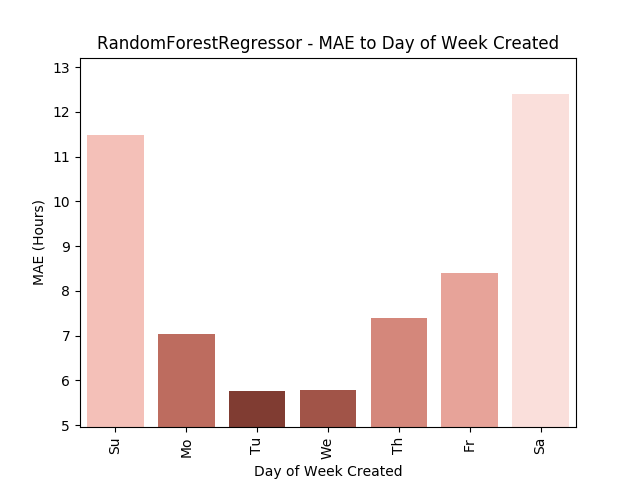 RandomForestRegressor - MAE to Day of Week Created
MAE (Hours)
13
12
11
10
9
8
7
6
5
Su
Mo
Tu
We
Th
Fr
Sa
Day of Week Created